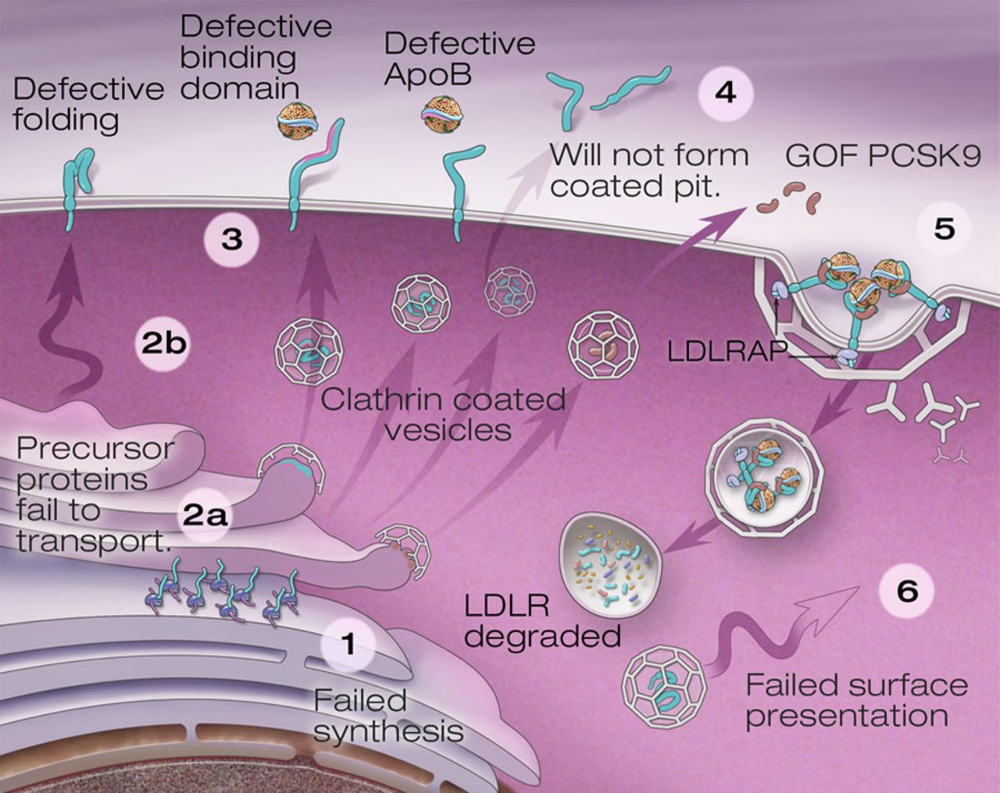 Defective
folding
Defective
binding
domain
Defective
ApoB
4
Will not form
coated pit.
GOF PCSK9
5
3
2b
LDLRAP
Clathrin coated
vesicles
Precursor
proteins
fail to
transport.
2a
1
Failed
synthesis
LDLR
degraded
6
Failed surface
presentation